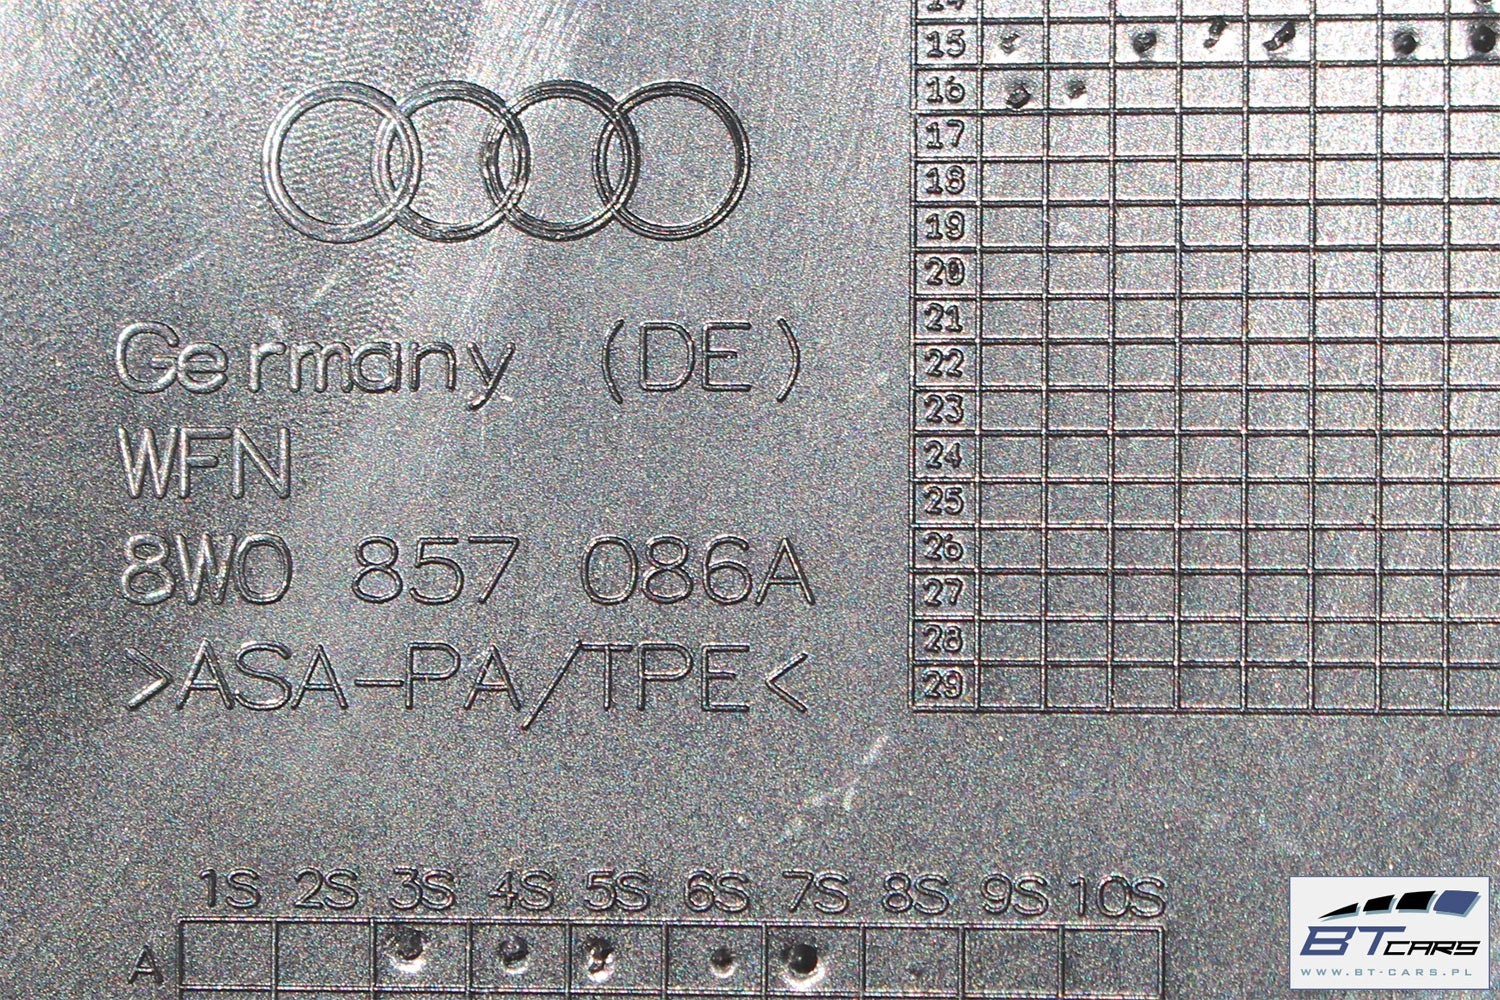 Germany (DE)
WFN
8W0 857 086A
>ASA-PA/TPE<
14
15
16
17
18
19
20
21
22
23
24
25
26
27
28
29
1S 2S 3S 4S 5S 6S 7S 8S 9S 10S
A
BT CARS
WWW.BT-CARS.PL